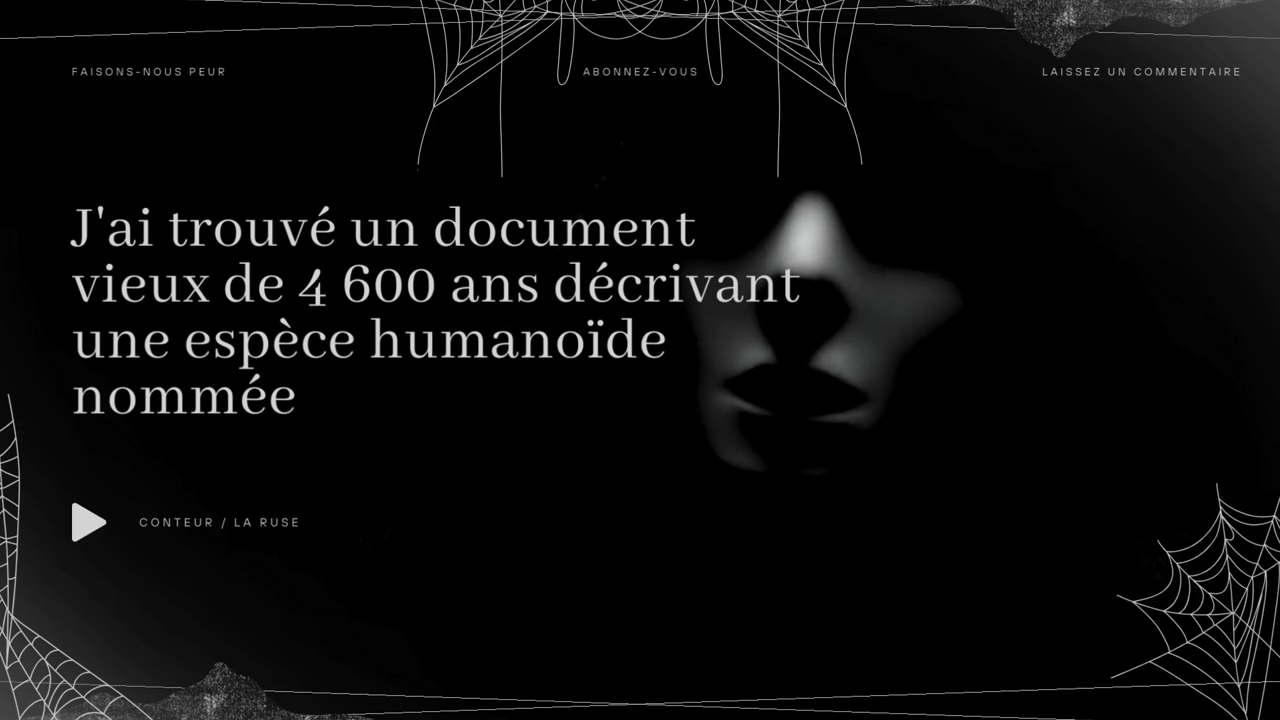 FAISONS-NOUS PEUR
ABONNEZ-VOUS
LAISSEZ UN COMMENTAIRE
J'ai trouvé un document
vieux de 4 600 ans décrivant
une espèce humanoïde
nommée
CONTEUR / LA RUSE